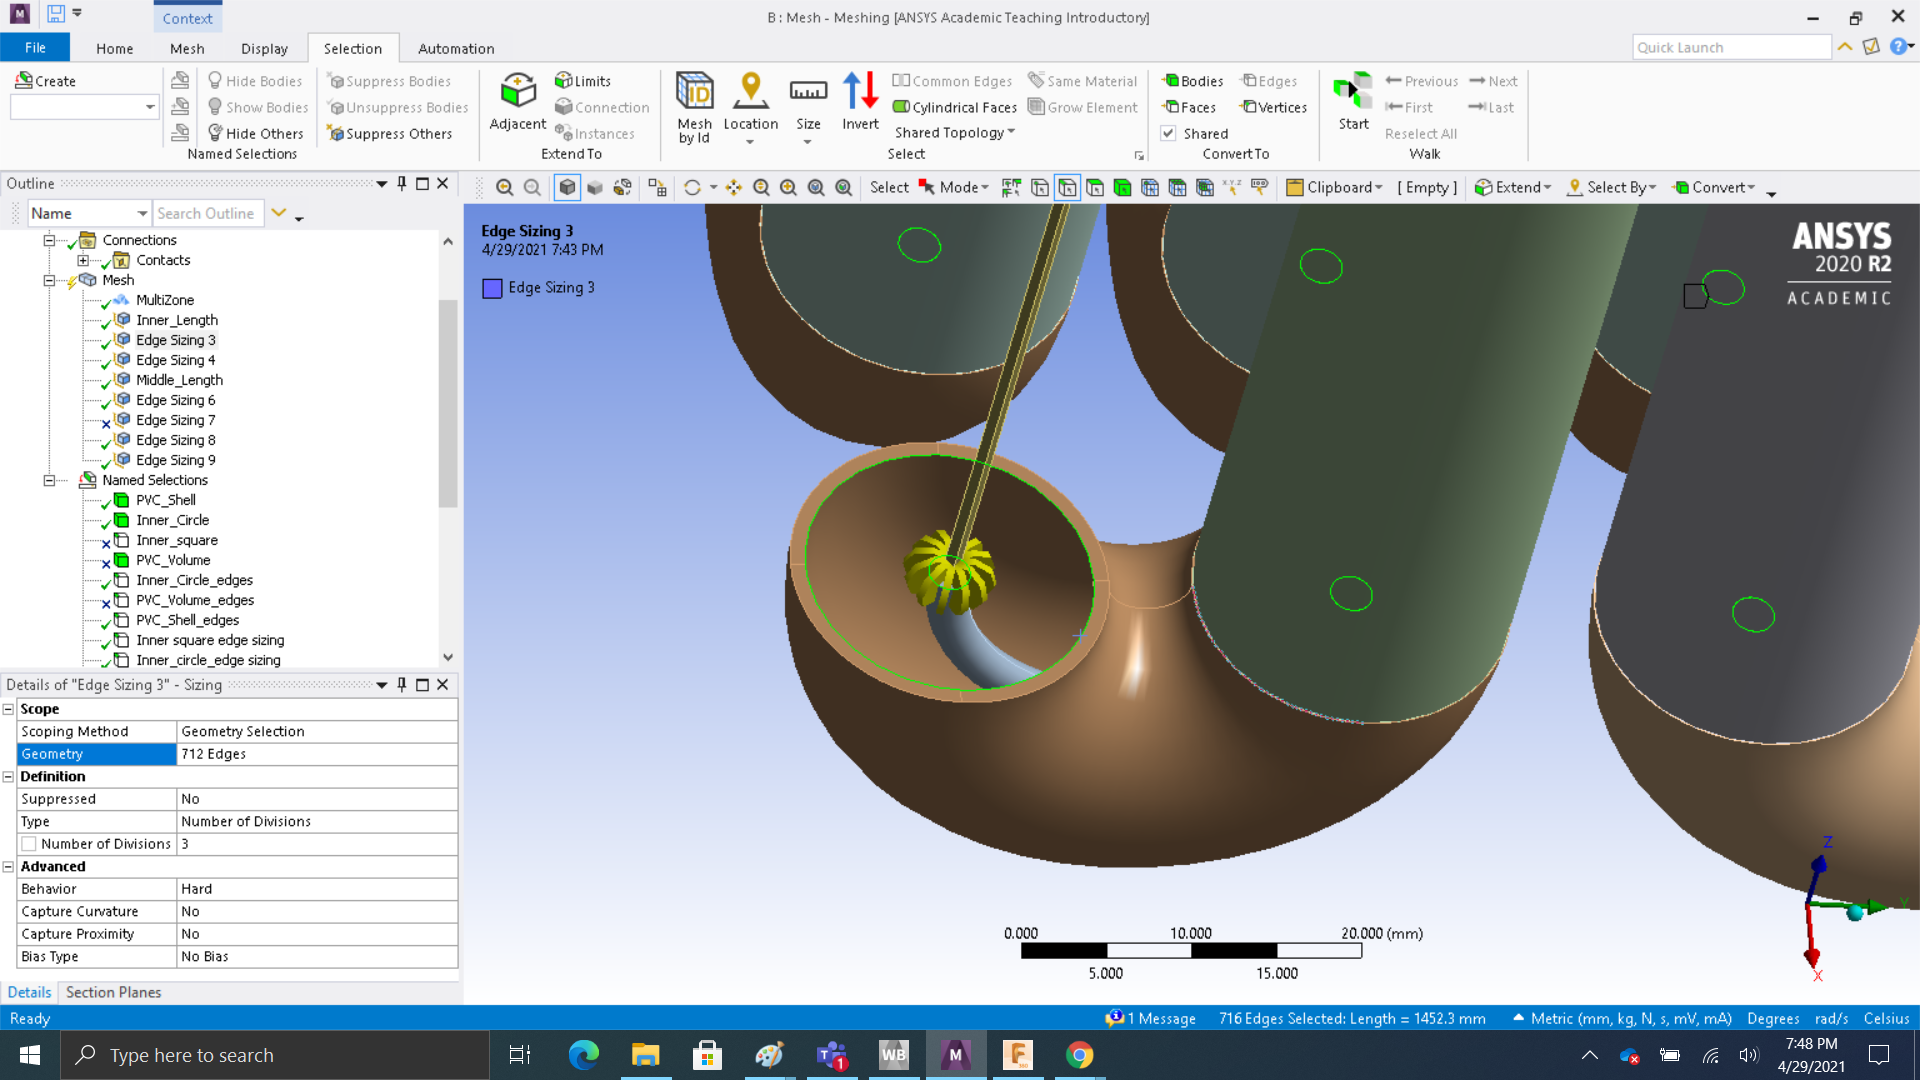 Context
B : Mesh - Meshing [ANSYS Academic Teaching Introductory]
File Home Mesh Display Selection Automation
Quick Launch
Create
Hide Bodies
Show Bodies
Hide Others
Suppress Bodies
Unsuppress Bodies
Suppress Others
Named Selections
Adjacent
Limits
Connection
Instances
Extend To
Mesh by Id
Location
Size
Invert
Common Edges
Cylindrical Faces
Shared Topology
Same Material
Grow Element
Select
Bodies
Faces
Shared
Edges
Vertices
Convert To
Start
Previous
First
Reselect All
Next
Last
Walk
Outline
Select Mode Clipboard [ Empty ] Extend Select By Convert
Name Search Outline
Connections
Contacts
Mesh
MultiZone
Inner_Length
Edge Sizing 3
Edge Sizing 4
Middle_Length
Edge Sizing 6
Edge Sizing 7
Edge Sizing 8
Edge Sizing 9
Named Selections
PVC_Shell
Inner_Circle
Inner_square
PVC_Volume
Inner_Circle_edges
PVC_Volume_edges
PVC_Shell_edges
Inner square edge sizing
Inner_circle_edge sizing
Details of "Edge Sizing 3" - Sizing
Scope
Scoping Method Geometry Selection
Geometry 712 Edges
Definition
Suppressed No
Type Number of Divisions
Number of Divisions 3
Advanced
Behavior Hard
Capture Curvature No
Capture Proximity No
Bias Type No Bias
Details Section Planes
Edge Sizing 3
4/29/2021 7:43 PM
Edge Sizing 3
ANSYS
2020 R2
ACADEMIC
0.000 10.000 20.000 (mm)
5.000 15.000
Z
Y
X
Ready
1 Message 716 Edges Selected: Length = 1452.3 mm Metric (mm, kg, N, s, mV, mA) Degrees rad/s Celsius
Type here to search
1
WB
M
F
7:48 PM
4/29/2021